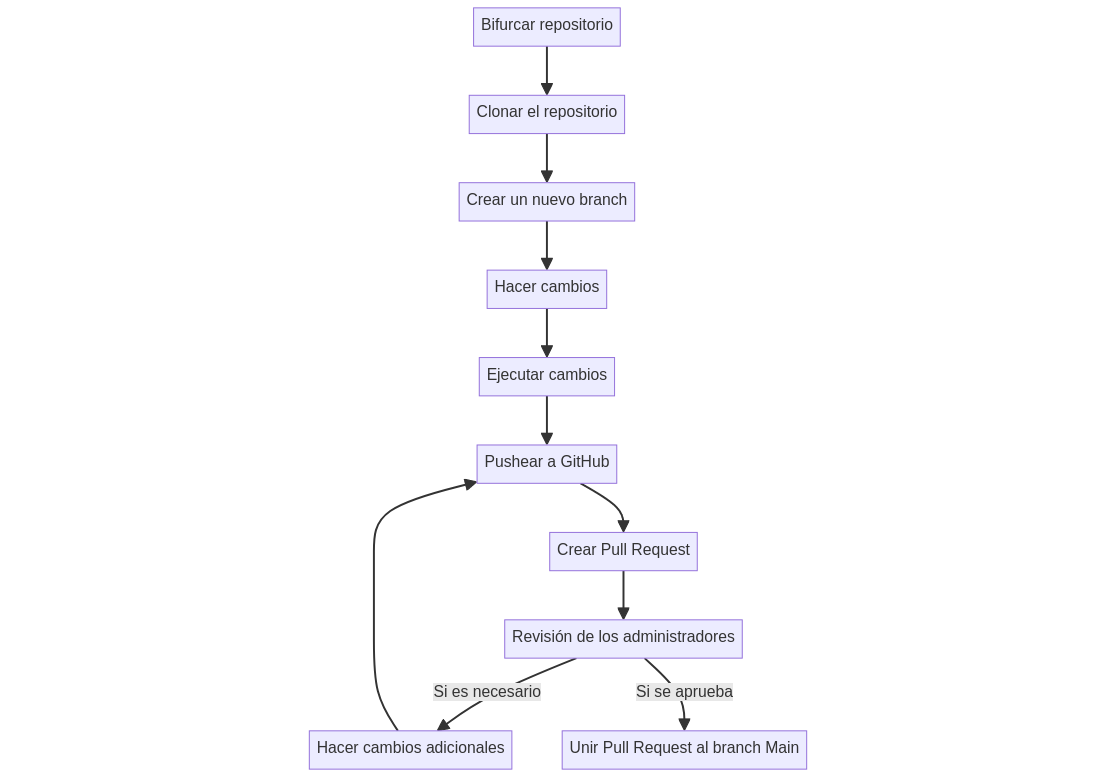 Bifurcar repositorio
Clonar el repositorio
Crear un nuevo branch
Hacer cambios
Ejecutar cambios
Pushear a GitHub
Crear Pull Request
Revisión de los administradores
Si es necesario
Si se aprueba
Hacer cambios adicionales
Unir Pull Request al branch Main